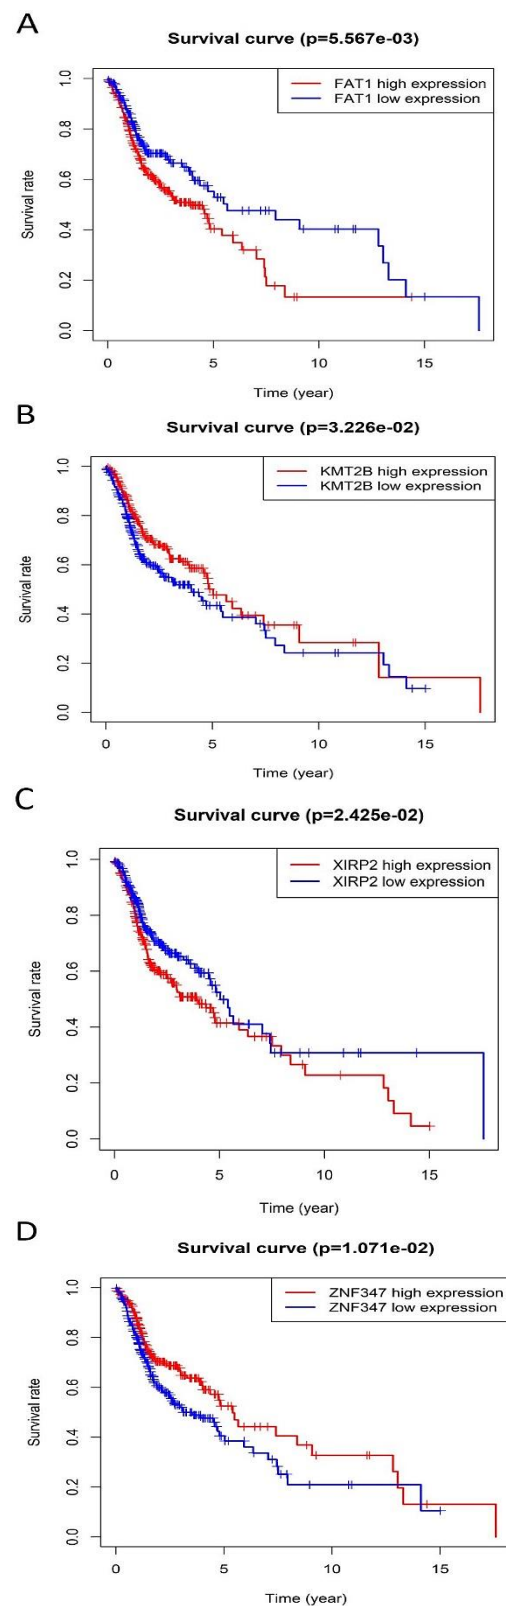 A
Survival curve (p=5.567e-03)
FAT1 high expression
FAT1 low expression
Survival rate
0.0 0.2 0.4 0.6 0.8 1.0
0 5 10 15
Time (year)
B
Survival curve (p=3.226e-02)
KMT2B high expression
KMT2B low expression
Survival rate
0.0 0.2 0.4 0.6 0.8 1.0
0 5 10 15
Time (year)
C
Survival curve (p=2.425e-02)
XIRP2 high expression
XIRP2 low expression
Survival rate
0.0 0.2 0.4 0.6 0.8 1.0
0 5 10 15
Time (year)
D
Survival curve (p=1.071e-02)
ZNF347 high expression
ZNF347 low expression
Survival rate
0.0 0.2 0.4 0.6 0.8 1.0
0 5 10 15
Time (year)